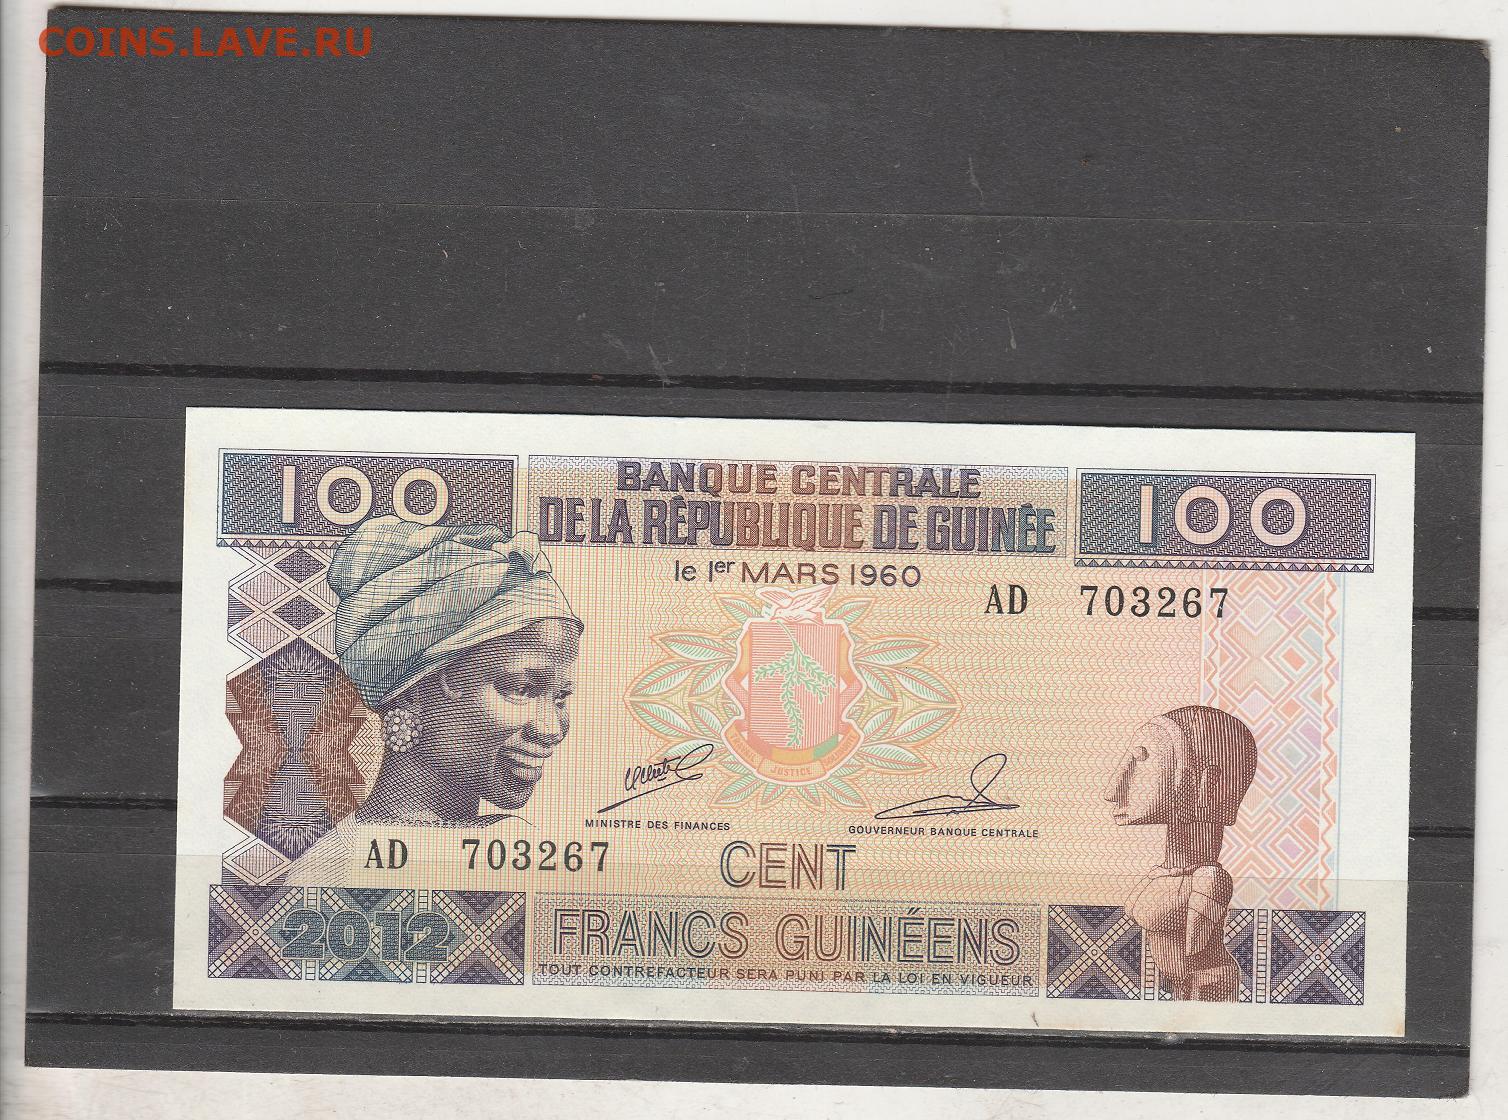 COINS.LAVE.RU
100
BANQUE CENTRALE
DE LA RÉPUBLIQUE DE GUINÉE
100
le 1er MARS 1960
AD 703267
JUSTICE
MINISTRE DES FINANCES
GOUVERNEUR BANQUE CENTRALE
AD 703267
CENT
2012
FRANCS GUINÉENS
TOUT CONTREFACTEUR SERA PUNI PAR LA LOI EN VIGUEUR